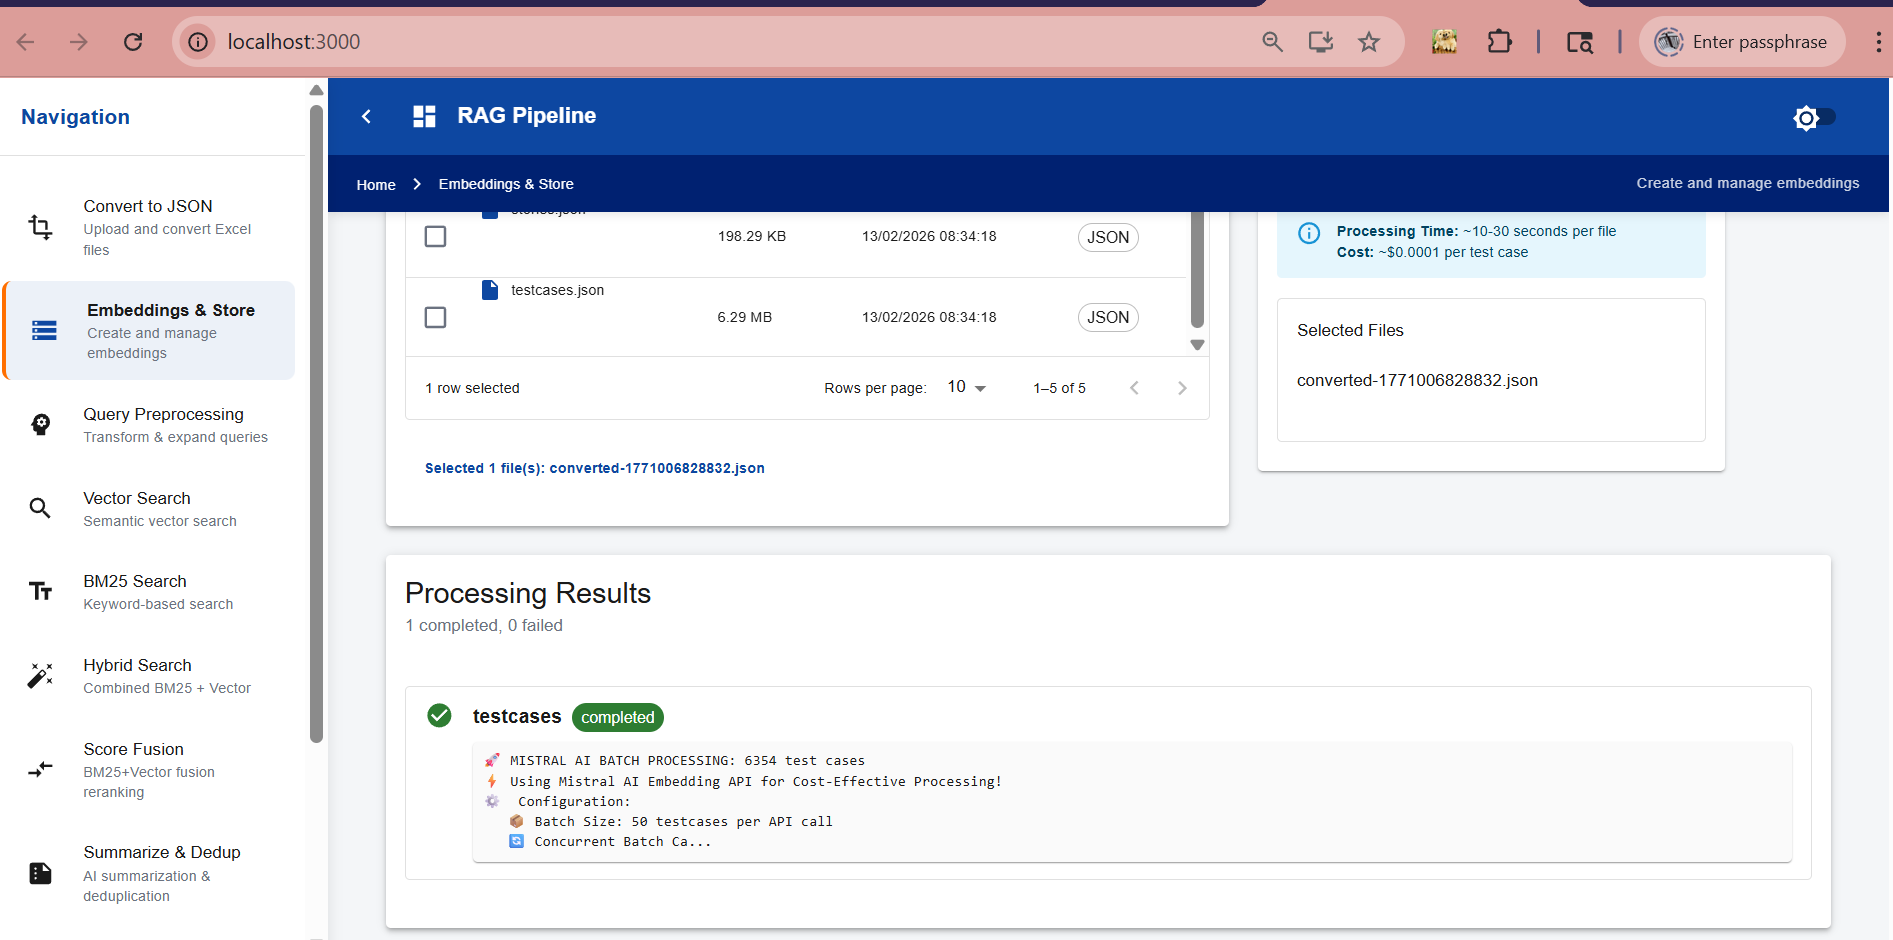 localhost:3000
Enter passphrase
Navigation
Convert to JSON
Upload and convert Excel
files
Embeddings & Store
Create and manage
embeddings
Query Preprocessing
Transform & expand queries
Vector Search
Semantic vector search
BM25 Search
Keyword-based search
Hybrid Search
Combined BM25 + Vector
Score Fusion
BM25+Vector fusion
reranking
Summarize & Dedup
AI summarization &
deduplication
RAG Pipeline
Home
Embeddings & Store
Create and manage embeddings
stories.json
198.29 KB 13/02/2026 08:34:18 JSON
testcases.json
6.29 MB 13/02/2026 08:34:18 JSON
1 row selected Rows per page: 10 1–5 of 5
Selected 1 file(s): converted-1771006828832.json
Processing Time: ~10-30 seconds per file
Cost: ~$0.0001 per test case
Selected Files
converted-1771006828832.json
Processing Results
1 completed, 0 failed
testcases completed
🚀 MISTRAL AI BATCH PROCESSING: 6354 test cases
⚡ Using Mistral AI Embedding API for Cost-Effective Processing!
⚙️ Configuration:
📦 Batch Size: 50 testcases per API call
🔄 Concurrent Batch Ca...